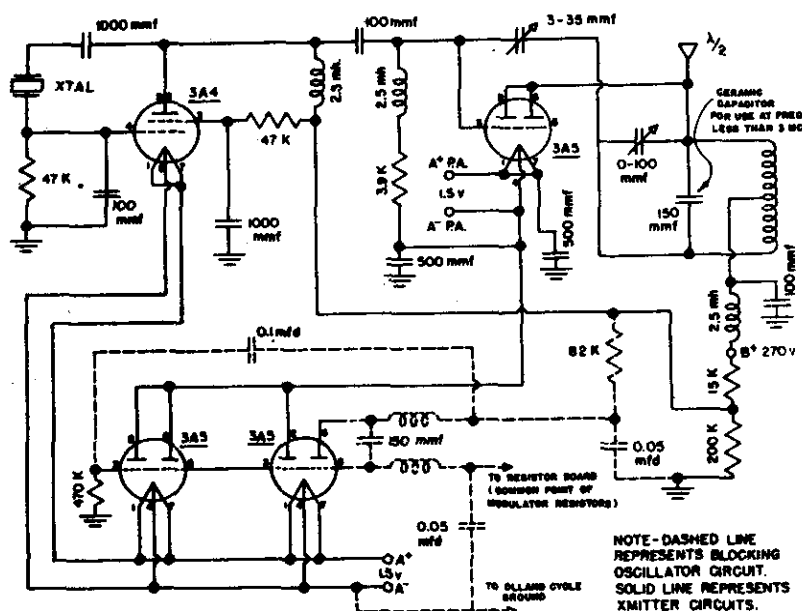 1000 mmf
100 mmf
3-35 mmf
λ/2
XTAL
3A4
2.5 mh.
2.5 mh
CERAMIC
CAPACITOR
FOR USE AT FREQ
LESS THAN 3 MC
47 K
3A5
47 K
100 mmf
1000 mmf
3.9 K
A+ P.A.
1.5 V
A- P.A.
500 mmf
500 mmf
0-100
mmf
150
mmf
100 mmf
2.5 mh
B+ 270 V
15 K
200 K
0.1 mfd
82 K
3A5
3A5
150 mmf
0.05
mfd
470 K
TO RESISTOR BOARD
(COMMON POINT OF
MODULATOR RESISTORS)
0.05
mfd
A+
1.5 V
A-
TO OLLAND CYCLE
GROUND
NOTE-DASHED LINE
REPRESENTS BLOCKING
OSCILLATOR CIRCUIT.
SOLID LINE REPRESENTS
XMITTER CIRCUITS.